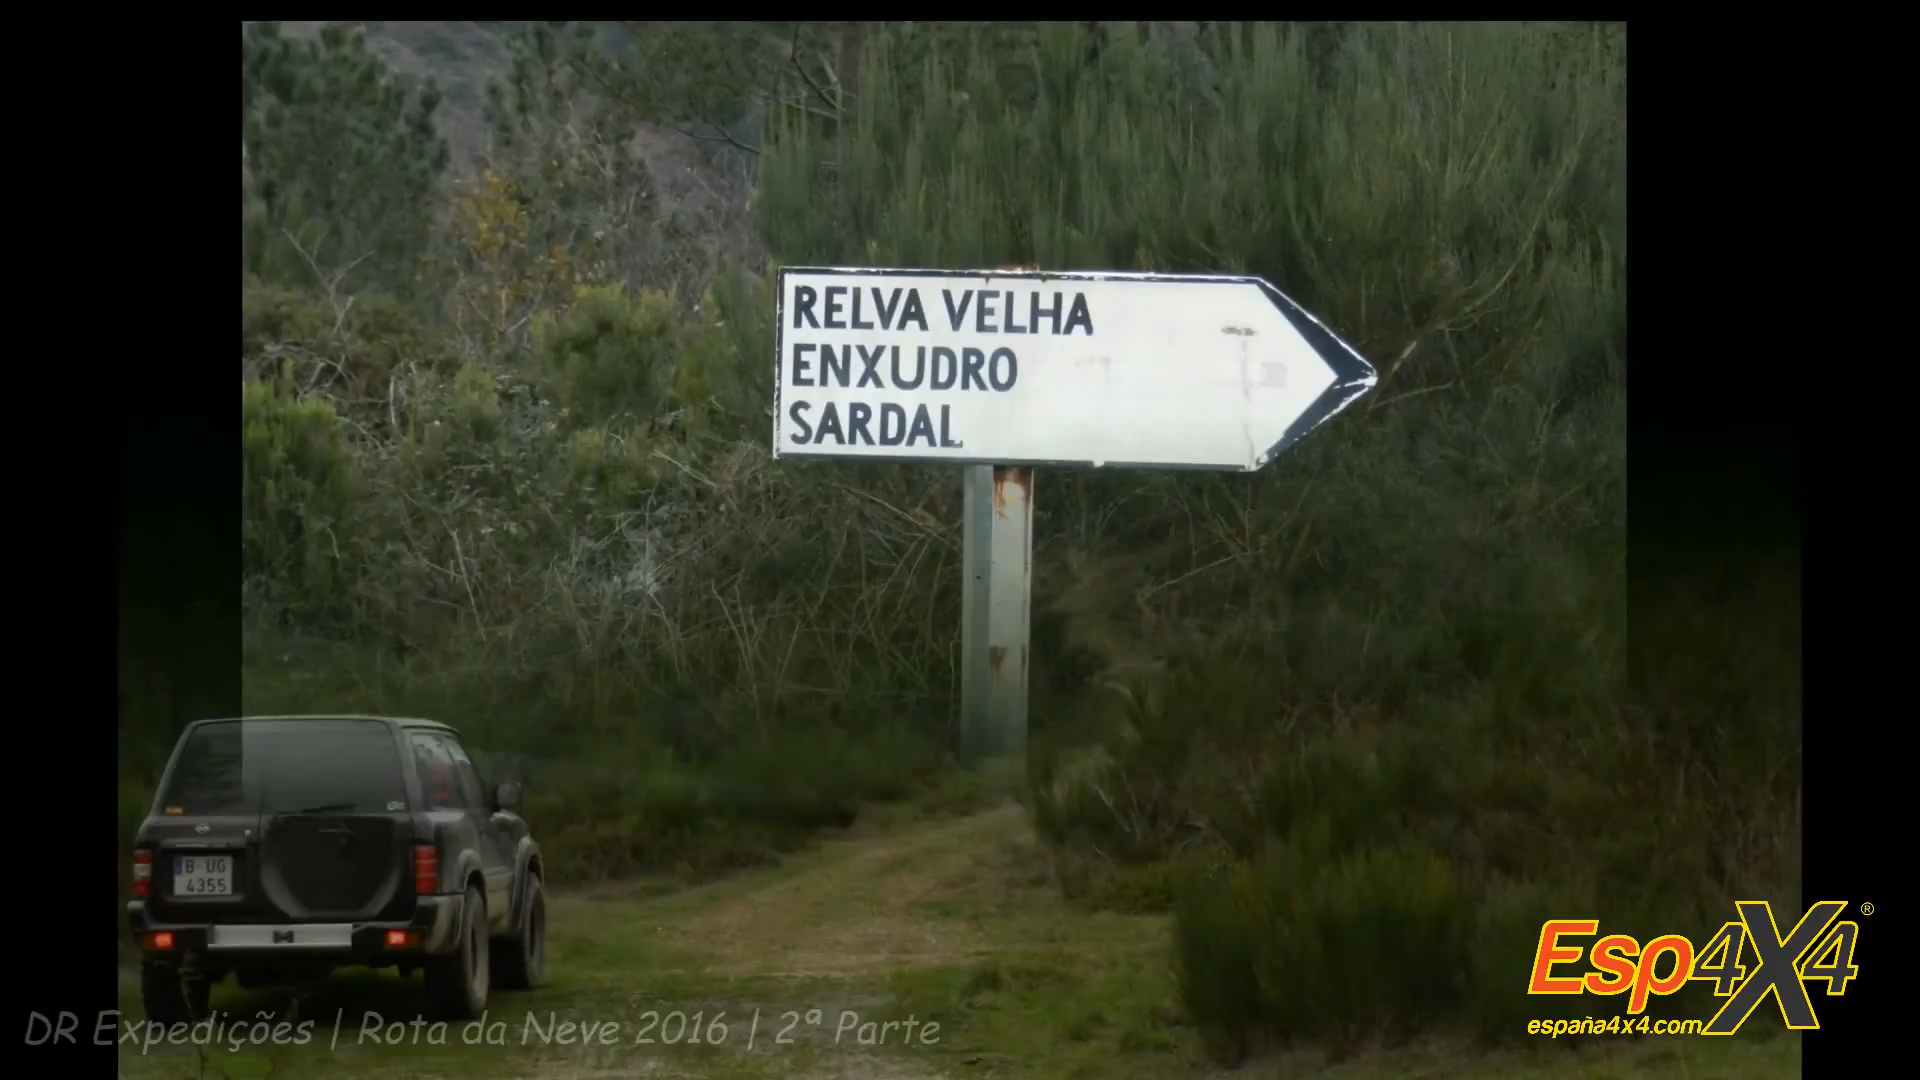 RELVA VELHA
ENXUDRO
SARDAL
B UG
4355
DR Expedições | Rota da Neve 2016 | 2ª Parte
Esp4X4®
españa4x4.com